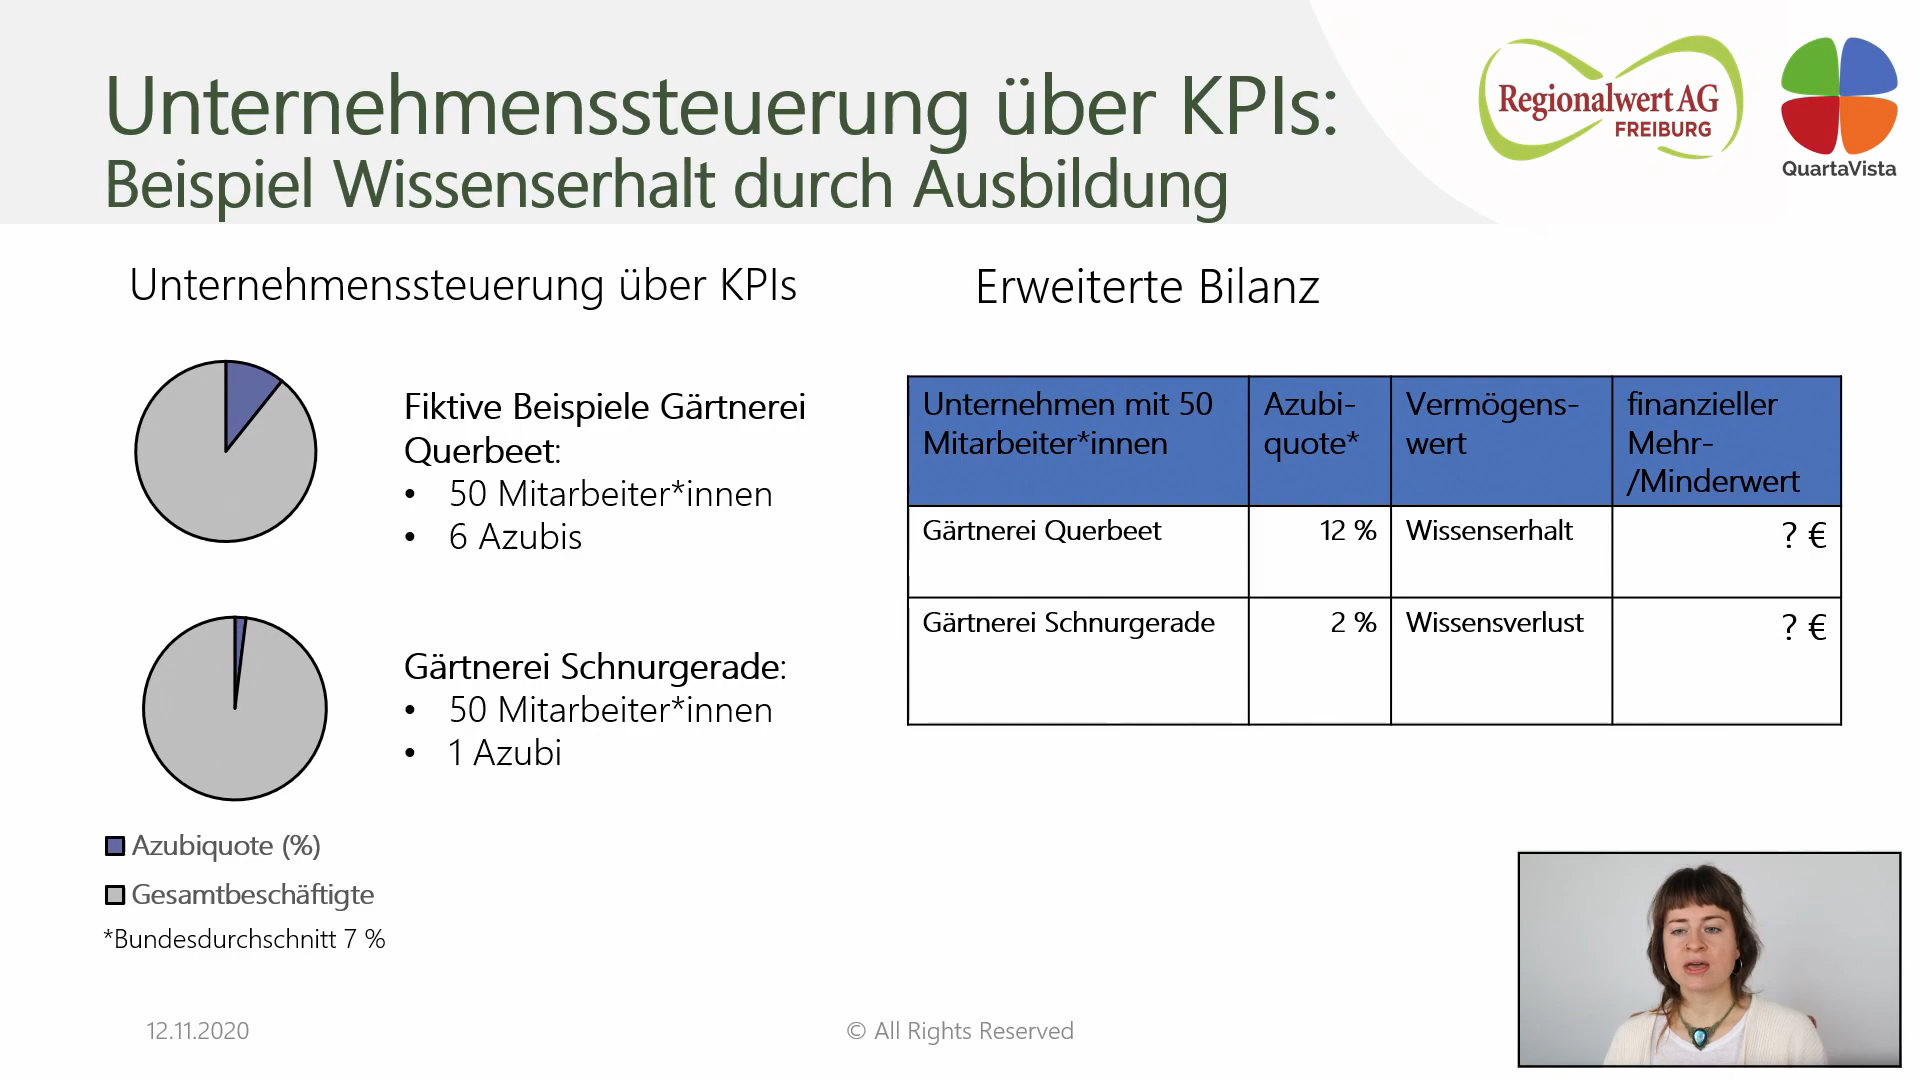 Unternehmenssteuerung über KPIs:
Beispiel Wissenserhalt durch Ausbildung
Regionalwert AG
FREIBURG
QuartaVista
Unternehmenssteuerung über KPIs
Fiktive Beispiele Gärtnerei
Querbeet:
• 50 Mitarbeiter*innen
• 6 Azubis
Gärtnerei Schnurgerade:
• 50 Mitarbeiter*innen
• 1 Azubi
Azubiquote (%)
Gesamtbeschäftigte
*Bundesdurchschnitt 7 %
Erweiterte Bilanz
Unternehmen mit 50
Mitarbeiter*innen
Azubi-
quote*
Vermögens-
wert
finanzieller
Mehr-
/Minderwert
Gärtnerei Querbeet
12 %
Wissenserhalt
? €
Gärtnerei Schnurgerade
2 %
Wissensverlust
? €
12.11.2020
© All Rights Reserved